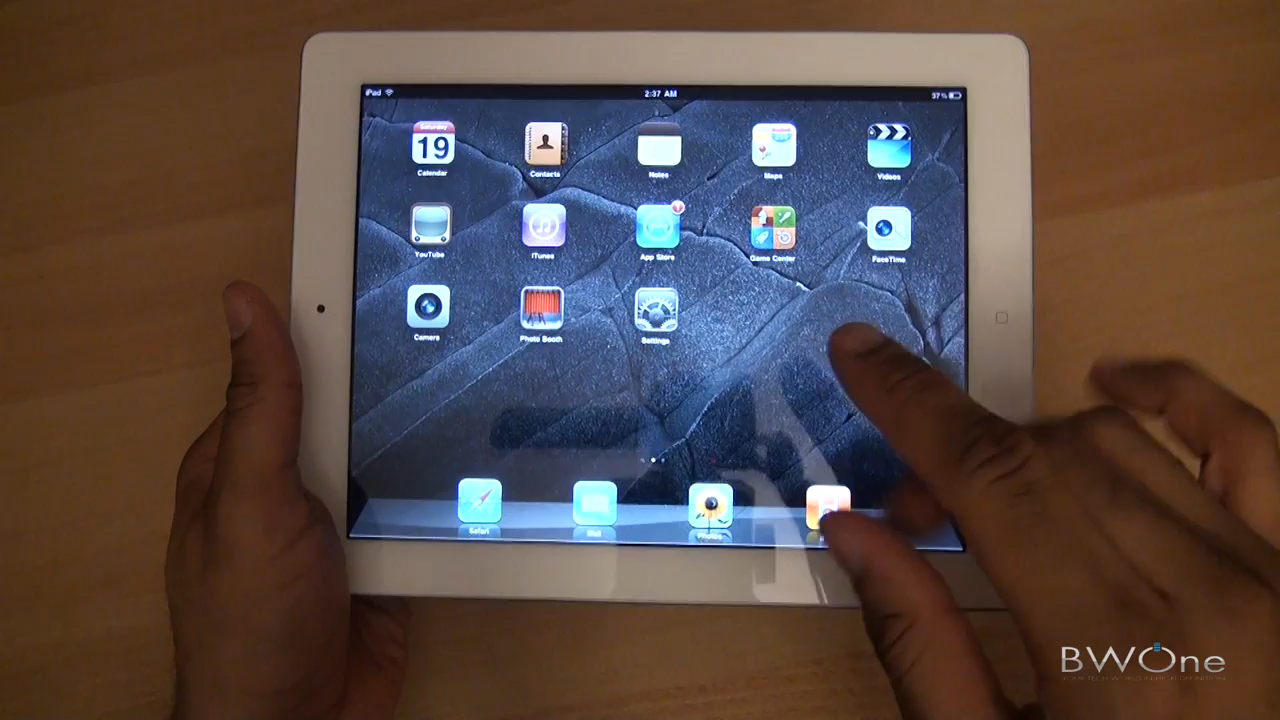 iPad 2:37 AM 37%
Saturday
19
Calendar Contacts Notes Maps Videos
YouTube iTunes App Store Game Center FaceTime
Camera Photo Booth Settings
Safari Mail Photos
BWOne